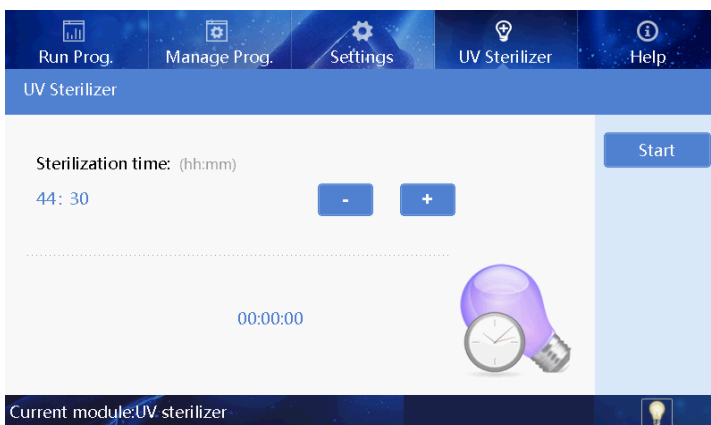 Run Prog. Manage Prog. Settings UV Sterilizer Help
UV Sterilizer
Sterilization time: (hh:mm)
Start
44: 30
- +
00:00:00
Current module:UV sterilizer